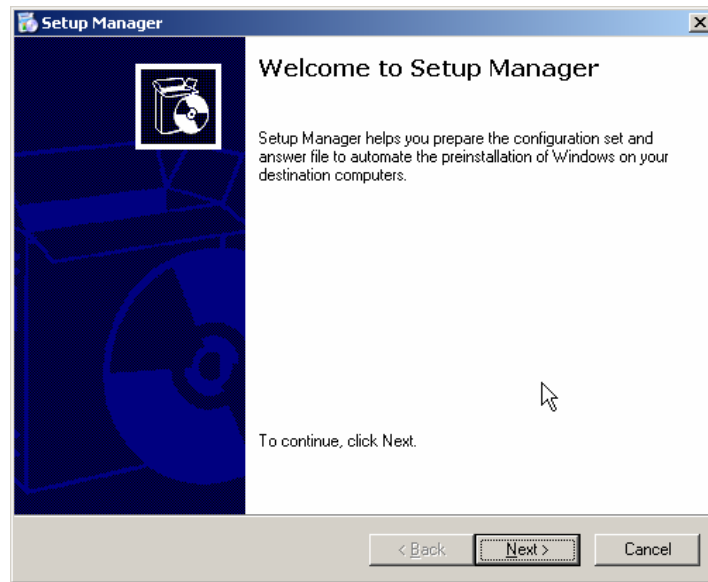 Setup Manager
Welcome to Setup Manager
Setup Manager helps you prepare the configuration set and
answer file to automate the preinstallation of Windows on your
destination computers.
To continue, click Next.
< Back
Next >
Cancel